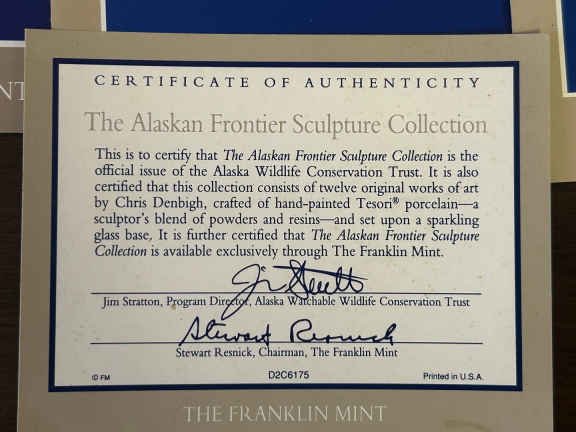 NT
CERTIFICATE OF AUTHENTICITY
The Alaskan Frontier Sculpture Collection
This is to certify that The Alaskan Frontier Sculpture Collection is the
official issue of the Alaska Wildlife Conservation Trust. It is also
certified that this collection consists of twelve original works of art
by Chris Denbigh, crafted of hand-painted Tesori® porcelain—a
sculptor's blend of powders and resins—and set upon a sparkling
glass base. It is further certified that The Alaskan Frontier Sculpture
Collection is available exclusively through The Franklin Mint.
Jim Stratton, Program Director, Alaska Watchable Wildlife Conservation Trust
Stewart Resnick
Stewart Resnick, Chairman, The Franklin Mint
© FM
D2C6175
Printed in U.S.A.
THE FRANKLIN MINT